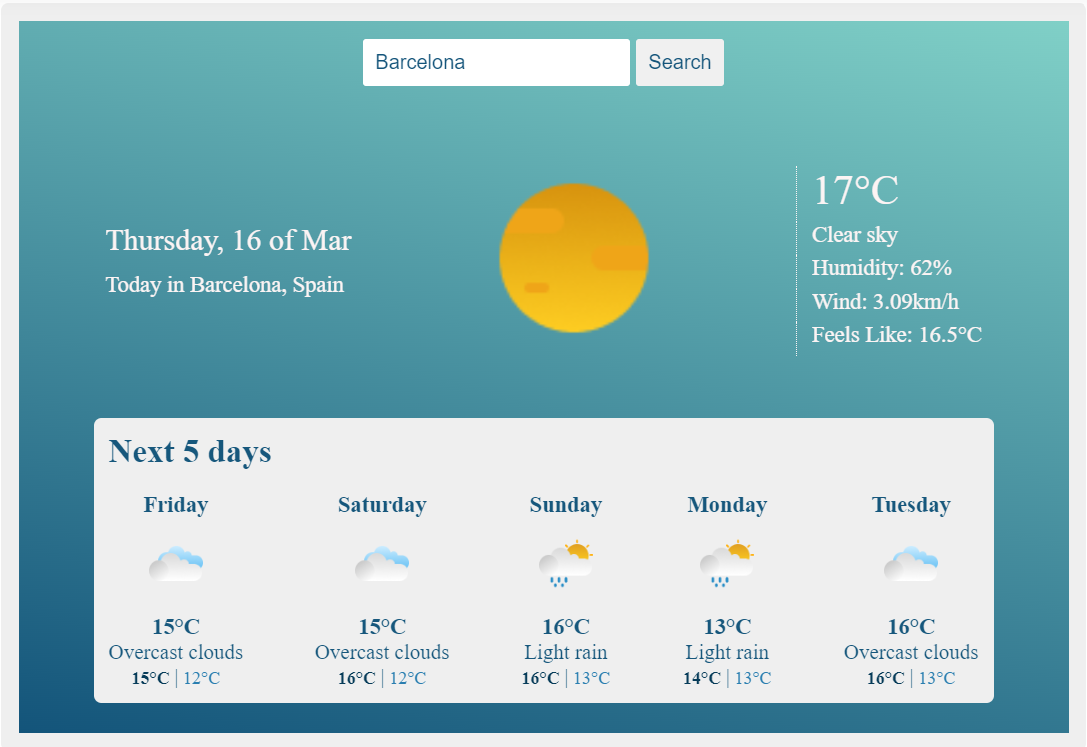 Barcelona Search
Thursday, 16 of Mar
Today in Barcelona, Spain
17°C
Clear sky
Humidity: 62%
Wind: 3.09km/h
Feels Like: 16.5°C
Next 5 days
Friday Saturday Sunday Monday Tuesday
15°C 15°C 16°C 13°C 16°C
Overcast clouds Overcast clouds Light rain Light rain Overcast clouds
15°C | 12°C 16°C | 12°C 16°C | 13°C 14°C | 13°C 16°C | 13°C